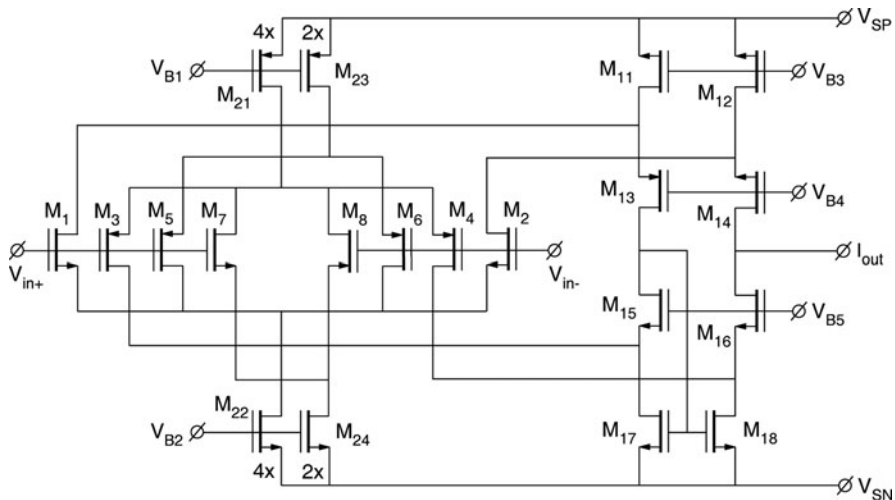 4x 2x V_SP
V_B1 M_21 M_23 M_11 M_12 V_B3
M_13 M_14 V_B4
M_1 M_3 M_5 M_7 M_8 M_6 M_4 M_2
V_in+ V_in- I_out
M_15 M_16 V_B5
M_22 M_24 M_17 M_18
V_B2
4x 2x V_SN